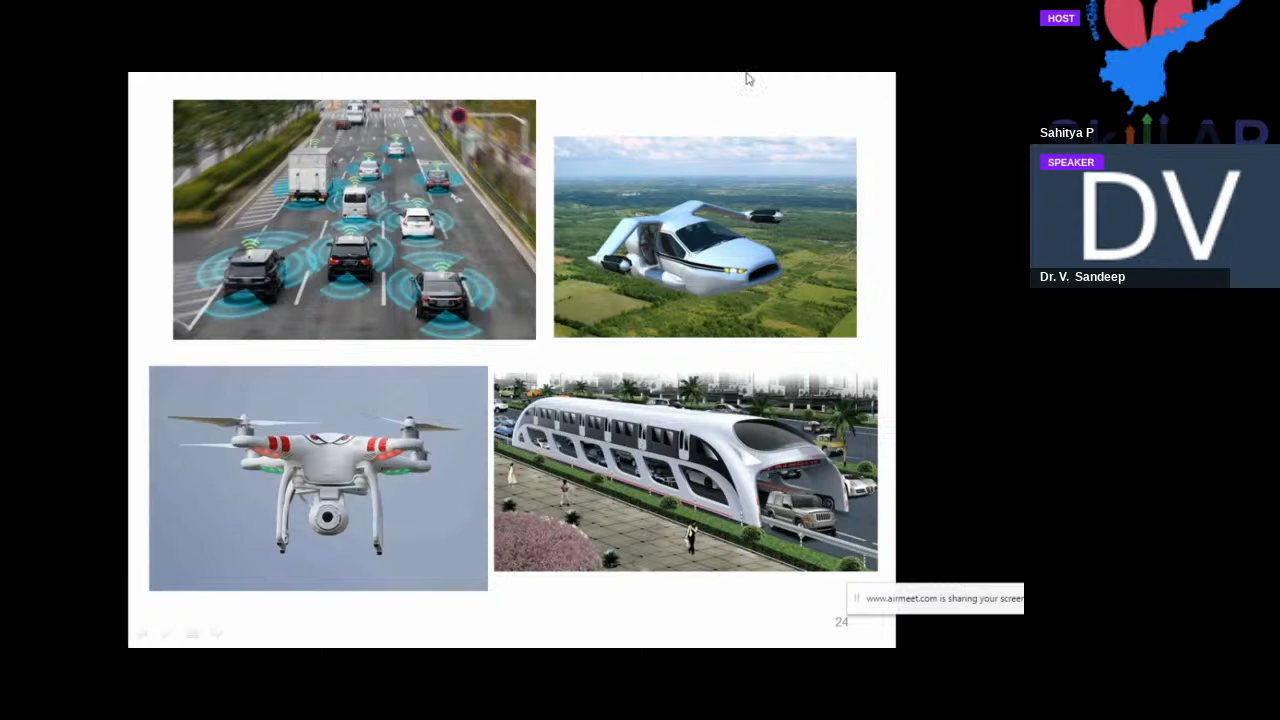 HOST
Sahitya P
SPEAKER
DV
Dr. V. Sandeep
www.airmeet.com is sharing your screen
24